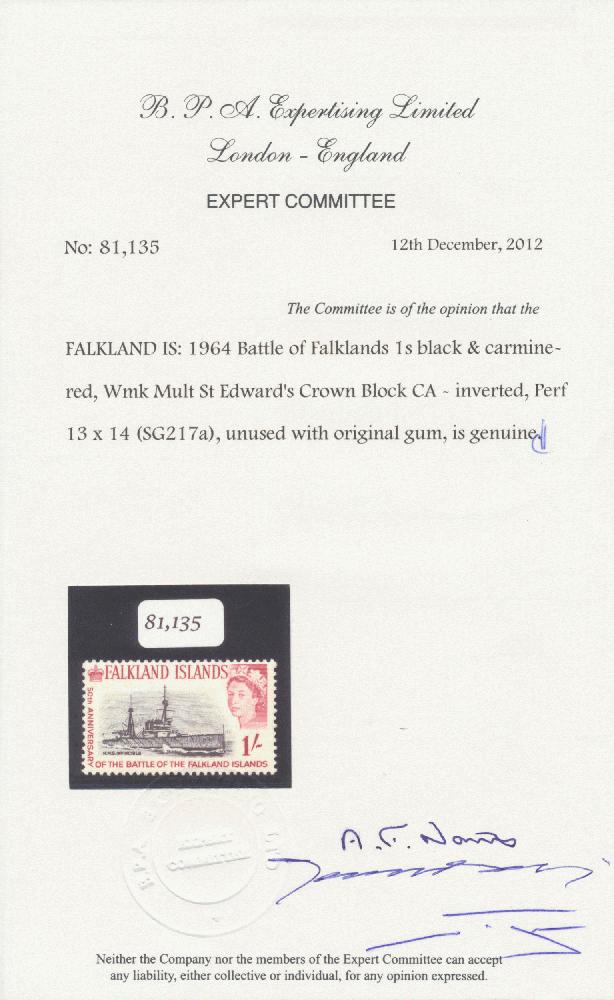 B. P. A. Expertising Limited
London - England
EXPERT COMMITTEE
No: 81,135
12th December, 2012
The Committee is of the opinion that the
FALKLAND IS: 1964 Battle of Falklands 1s black & carmine-
red, Wmk Mult St Edward's Crown Block CA ~ inverted, Perf
13 x 14 (SG217a), unused with original gum, is genuine.
81,135
FALKLAND ISLANDS
50th ANNIVERSARY
H.M.S. INVINCIBLE
1/-
OF THE BATTLE OF THE FALKLAND ISLANDS
EXPERT
COMMITTEE
A. F. Norris
Neither the Company nor the members of the Expert Committee can accept
any liability, either collective or individual, for any opinion expressed.